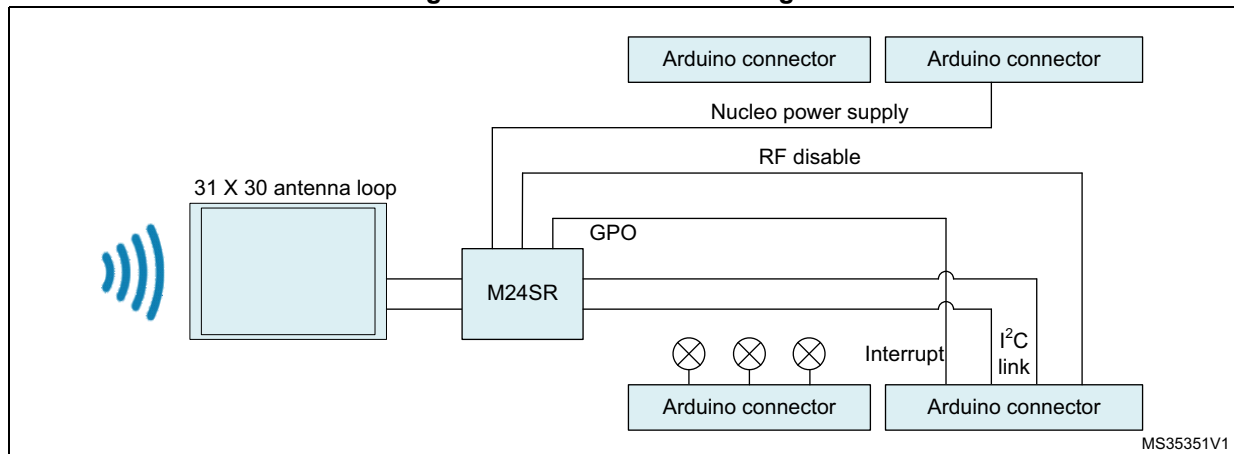 Arduino connector Arduino connector
Nucleo power supply
RF disable
31 X 30 antenna loop
GPO
M24SR
Interrupt
I²C
link
Arduino connector Arduino connector
MS35351V1